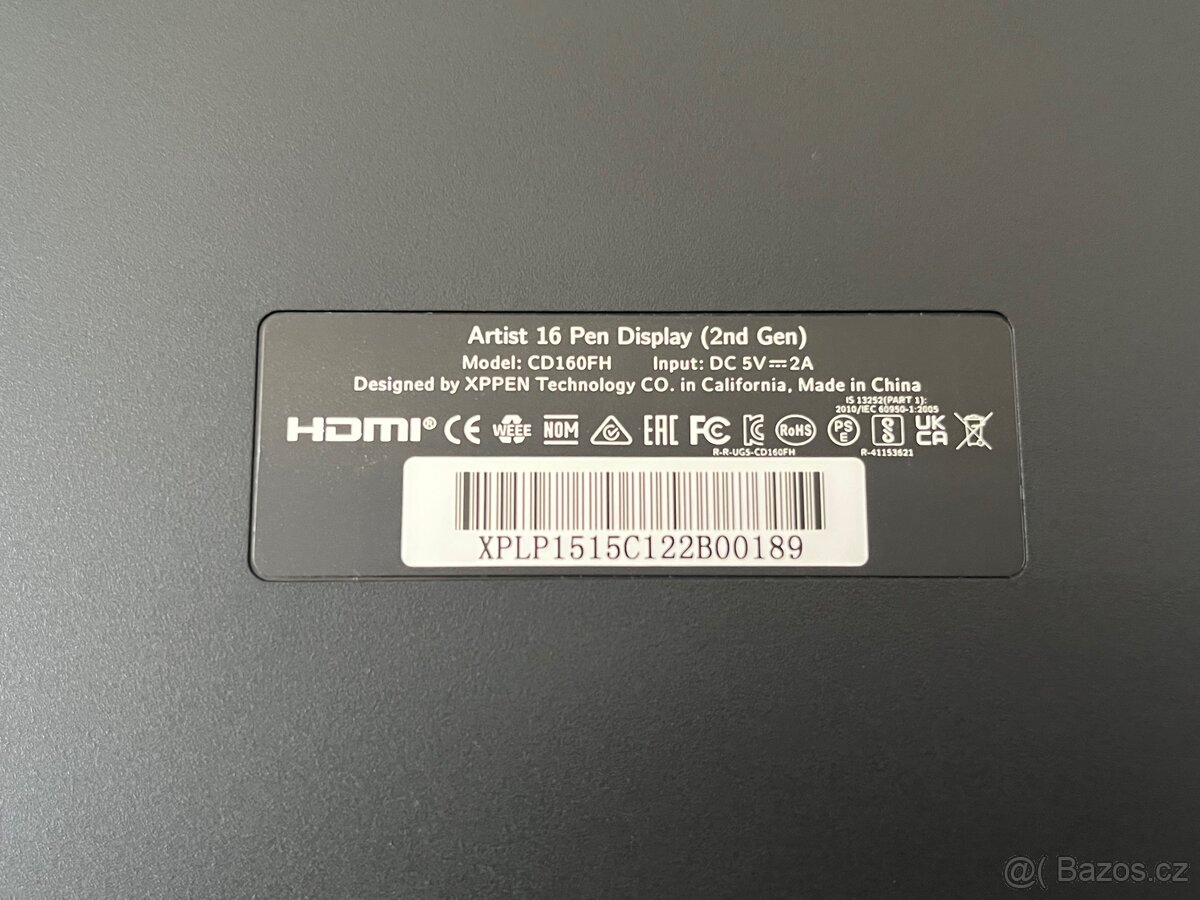 Artist 16 Pen Display (2nd Gen)
Model: CD160FH Input: DC 5V⎓2A
Designed by XPPEN Technology CO. in California, Made in China
IS 13252(PART 1):
2010/IEC 60950-1:2005
HDMI® CE WEEE NOM EAC FC RoHS PSE UKCA
R-R-UGS-CD160FH R-41153621
XPLP1515C122B00189
@( Bazos.cz